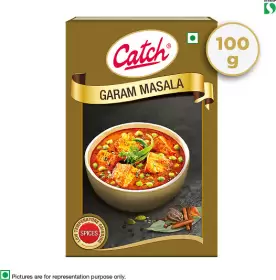 Catch®
GARAM MASALA
100
g
SPICES
Pictures are for representation purpose only.